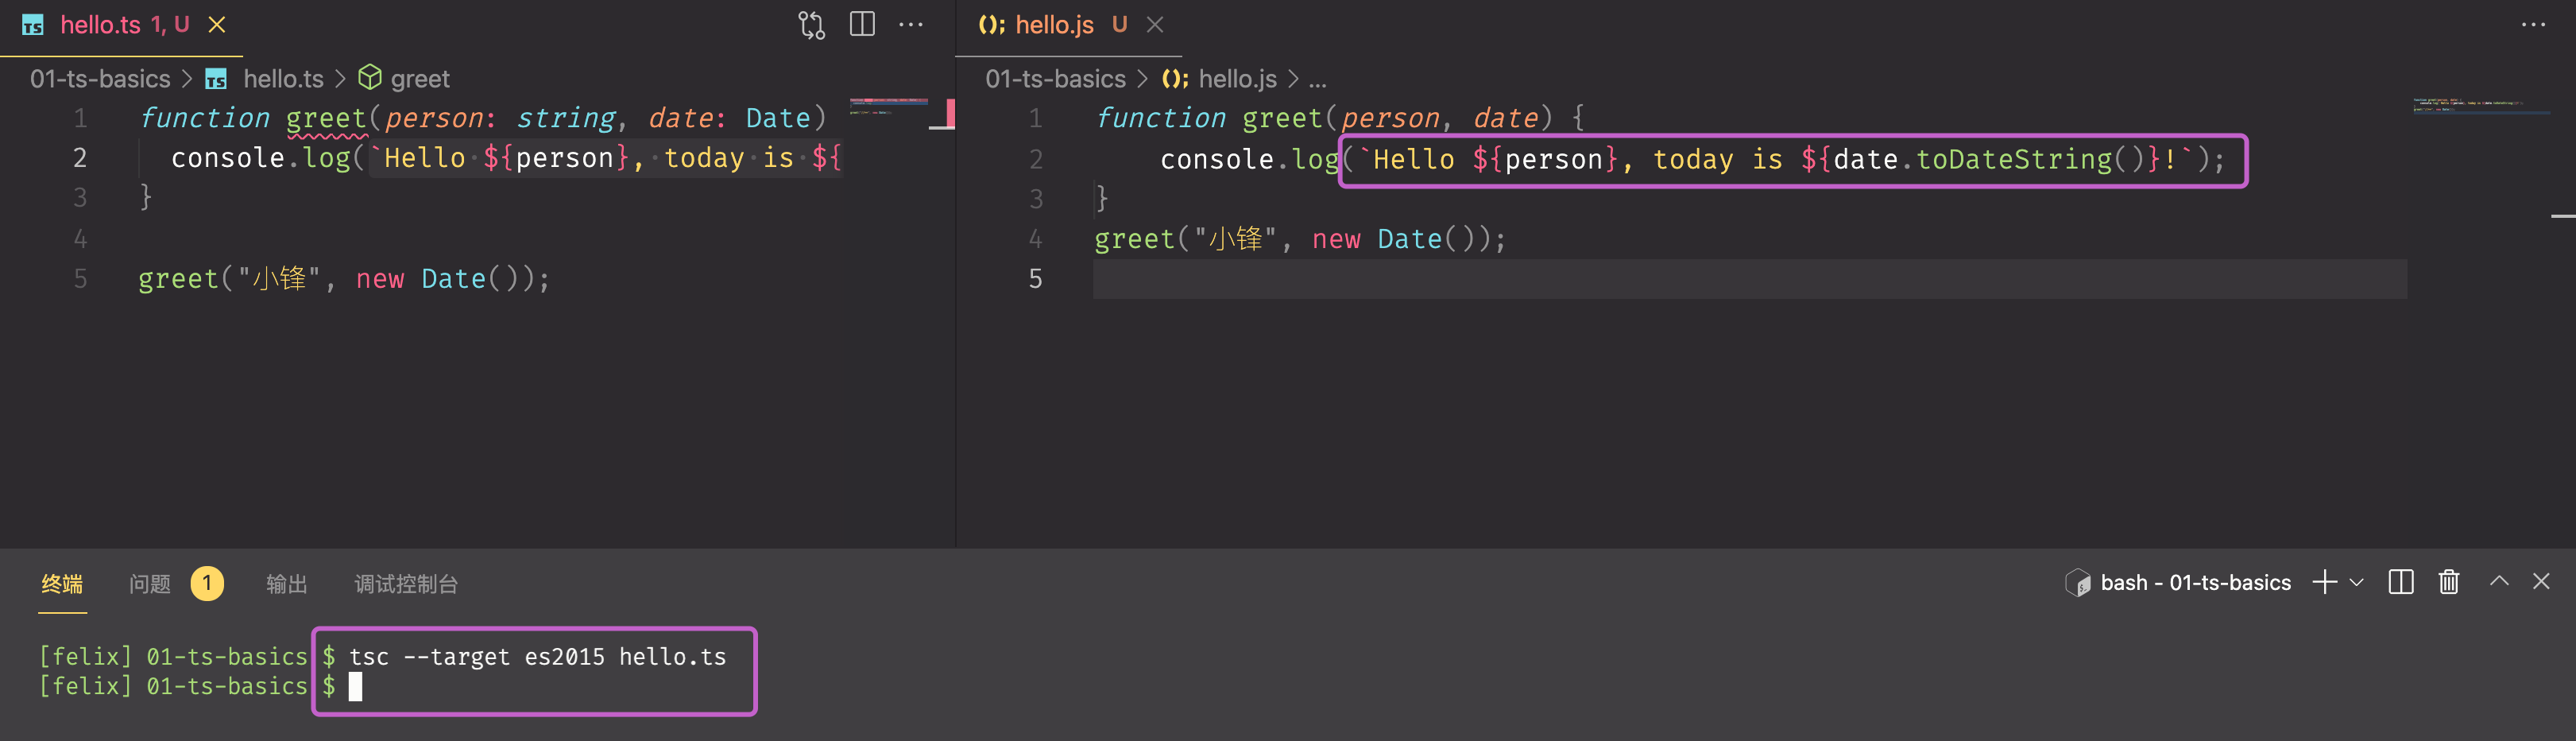 TS hello.ts 1, U
01-ts-basics > TS hello.ts > greet
1 function greet(person: string, date: Date)
2 console.log(`Hello ${person}, today is ${
3 }
4
5 greet("小锋", new Date());
hello.js U
01-ts-basics > hello.js > ...
1 function greet(person, date) {
2 console.log(`Hello ${person}, today is ${date.toDateString()}!`);
3 }
4 greet("小锋", new Date());
5
终端 问题 1 输出 调试控制台
bash - 01-ts-basics
[felix] 01-ts-basics $ tsc --target es2015 hello.ts
[felix] 01-ts-basics $